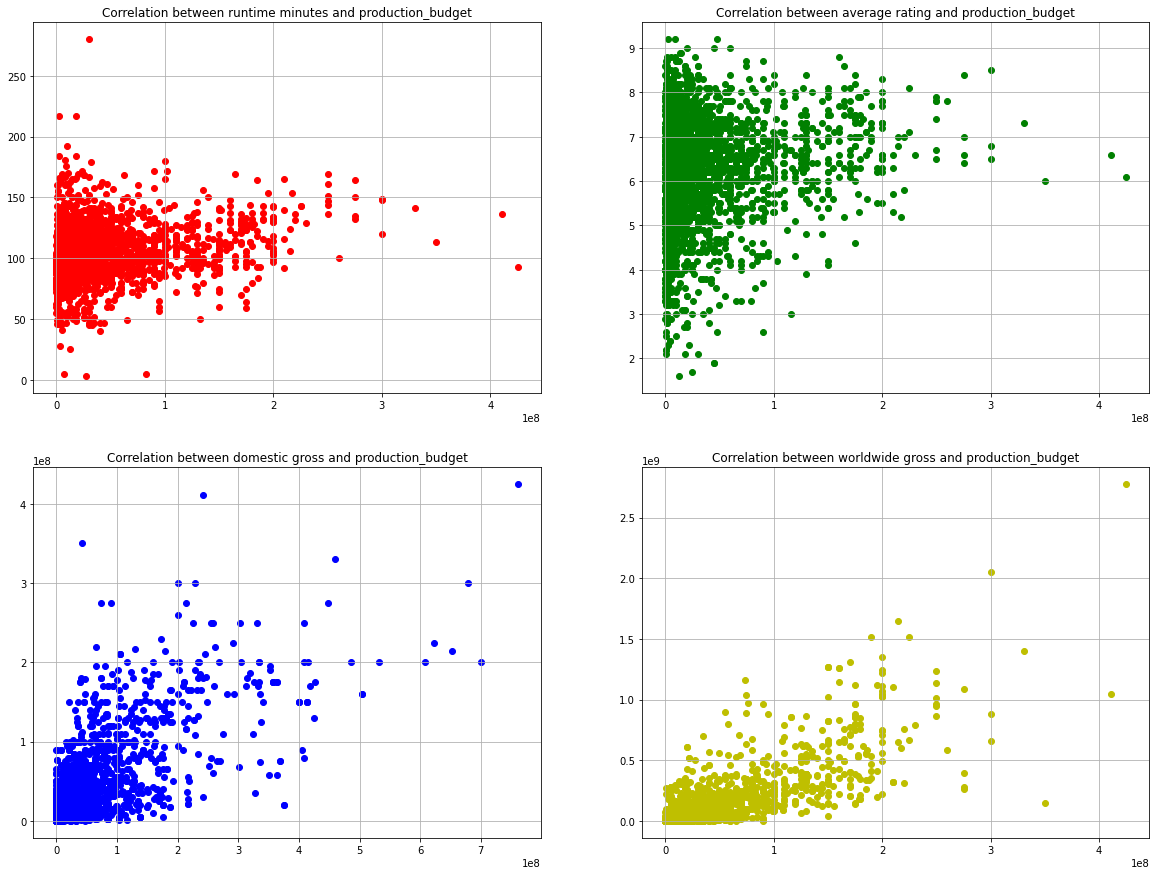 Correlation between runtime minutes and production_budget
250
200
150
100
50
0
0 1 2 3 4
1e8
Correlation between average rating and production_budget
9
8
7
6
5
4
3
2
0 1 2 3 4
1e8
Correlation between domestic gross and production_budget
1e8
4
3
2
1
0
0 1 2 3 4 5 6 7
1e8
Correlation between worldwide gross and production_budget
1e9
2.5
2.0
1.5
1.0
0.5
0.0
0 1 2 3 4
1e8